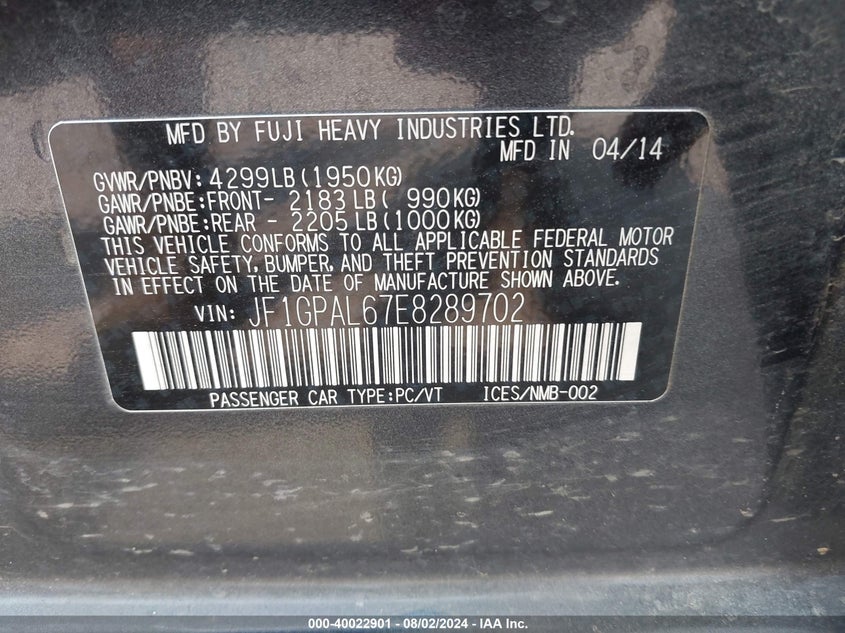 MFD BY FUJI HEAVY INDUSTRIES LTD.
MFD IN 04/14
GVWR/PNBV: 4299LB(1950KG)
GAWR/PNBE:FRONT- 2183LB( 990KG)
GAWR/PNBE:REAR - 2205LB(1000KG)
THIS VEHICLE CONFORMS TO ALL APPLICABLE FEDERAL MOTOR
VEHICLE SAFETY, BUMPER, AND THEFT PREVENTION STANDARDS
IN EFFECT ON THE DATE OF MANUFACTURE SHOWN ABOVE.
VIN: JF1GPAL67E8289702
PASSENGER CAR TYPE:PC/VT ICES/NMB-002
000-40022901 - 08/02/2024 - IAA Inc.